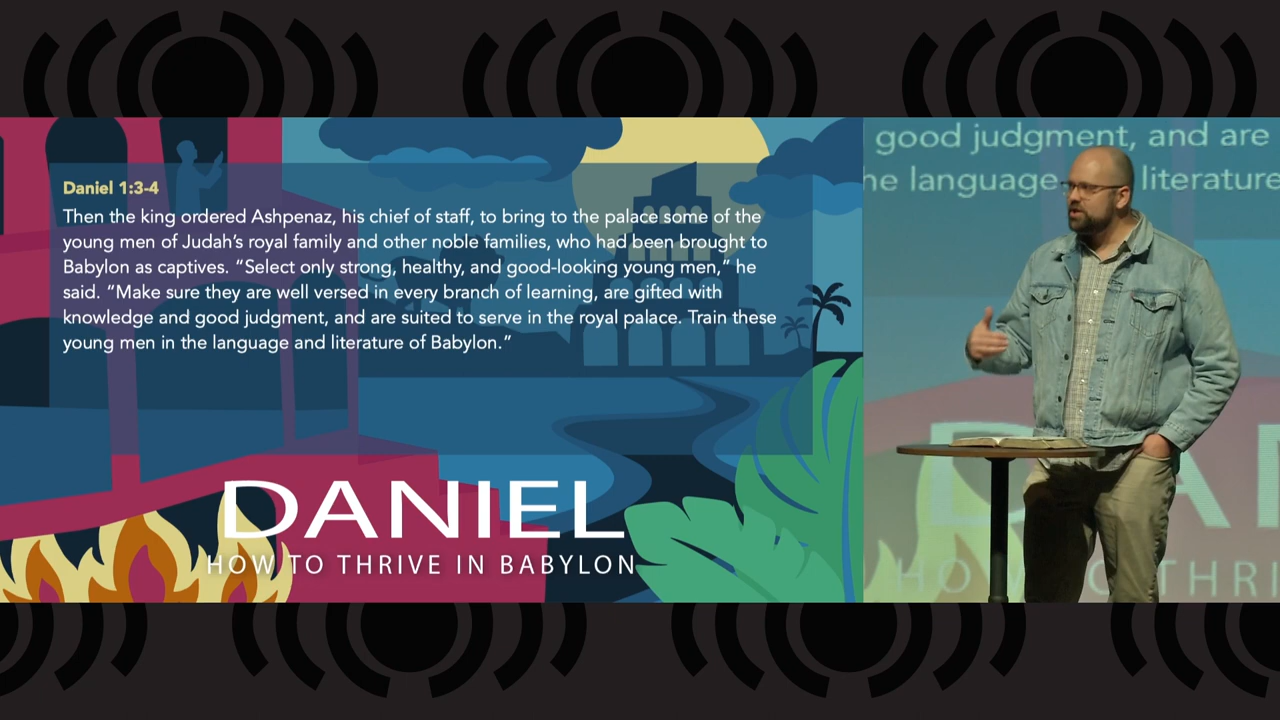 Daniel 1:3-4
Then the king ordered Ashpenaz, his chief of staff, to bring to the palace some of the
young men of Judah’s royal family and other noble families, who had been brought to
Babylon as captives. “Select only strong, healthy, and good-looking young men,” he
said. “Make sure they are well versed in every branch of learning, are gifted with
knowledge and good judgment, and are suited to serve in the royal palace. Train these
young men in the language and literature of Babylon.”
DANIEL
HOW TO THRIVE IN BABYLON
good judgment, and are
he language literature
DA
HOW TO THRI